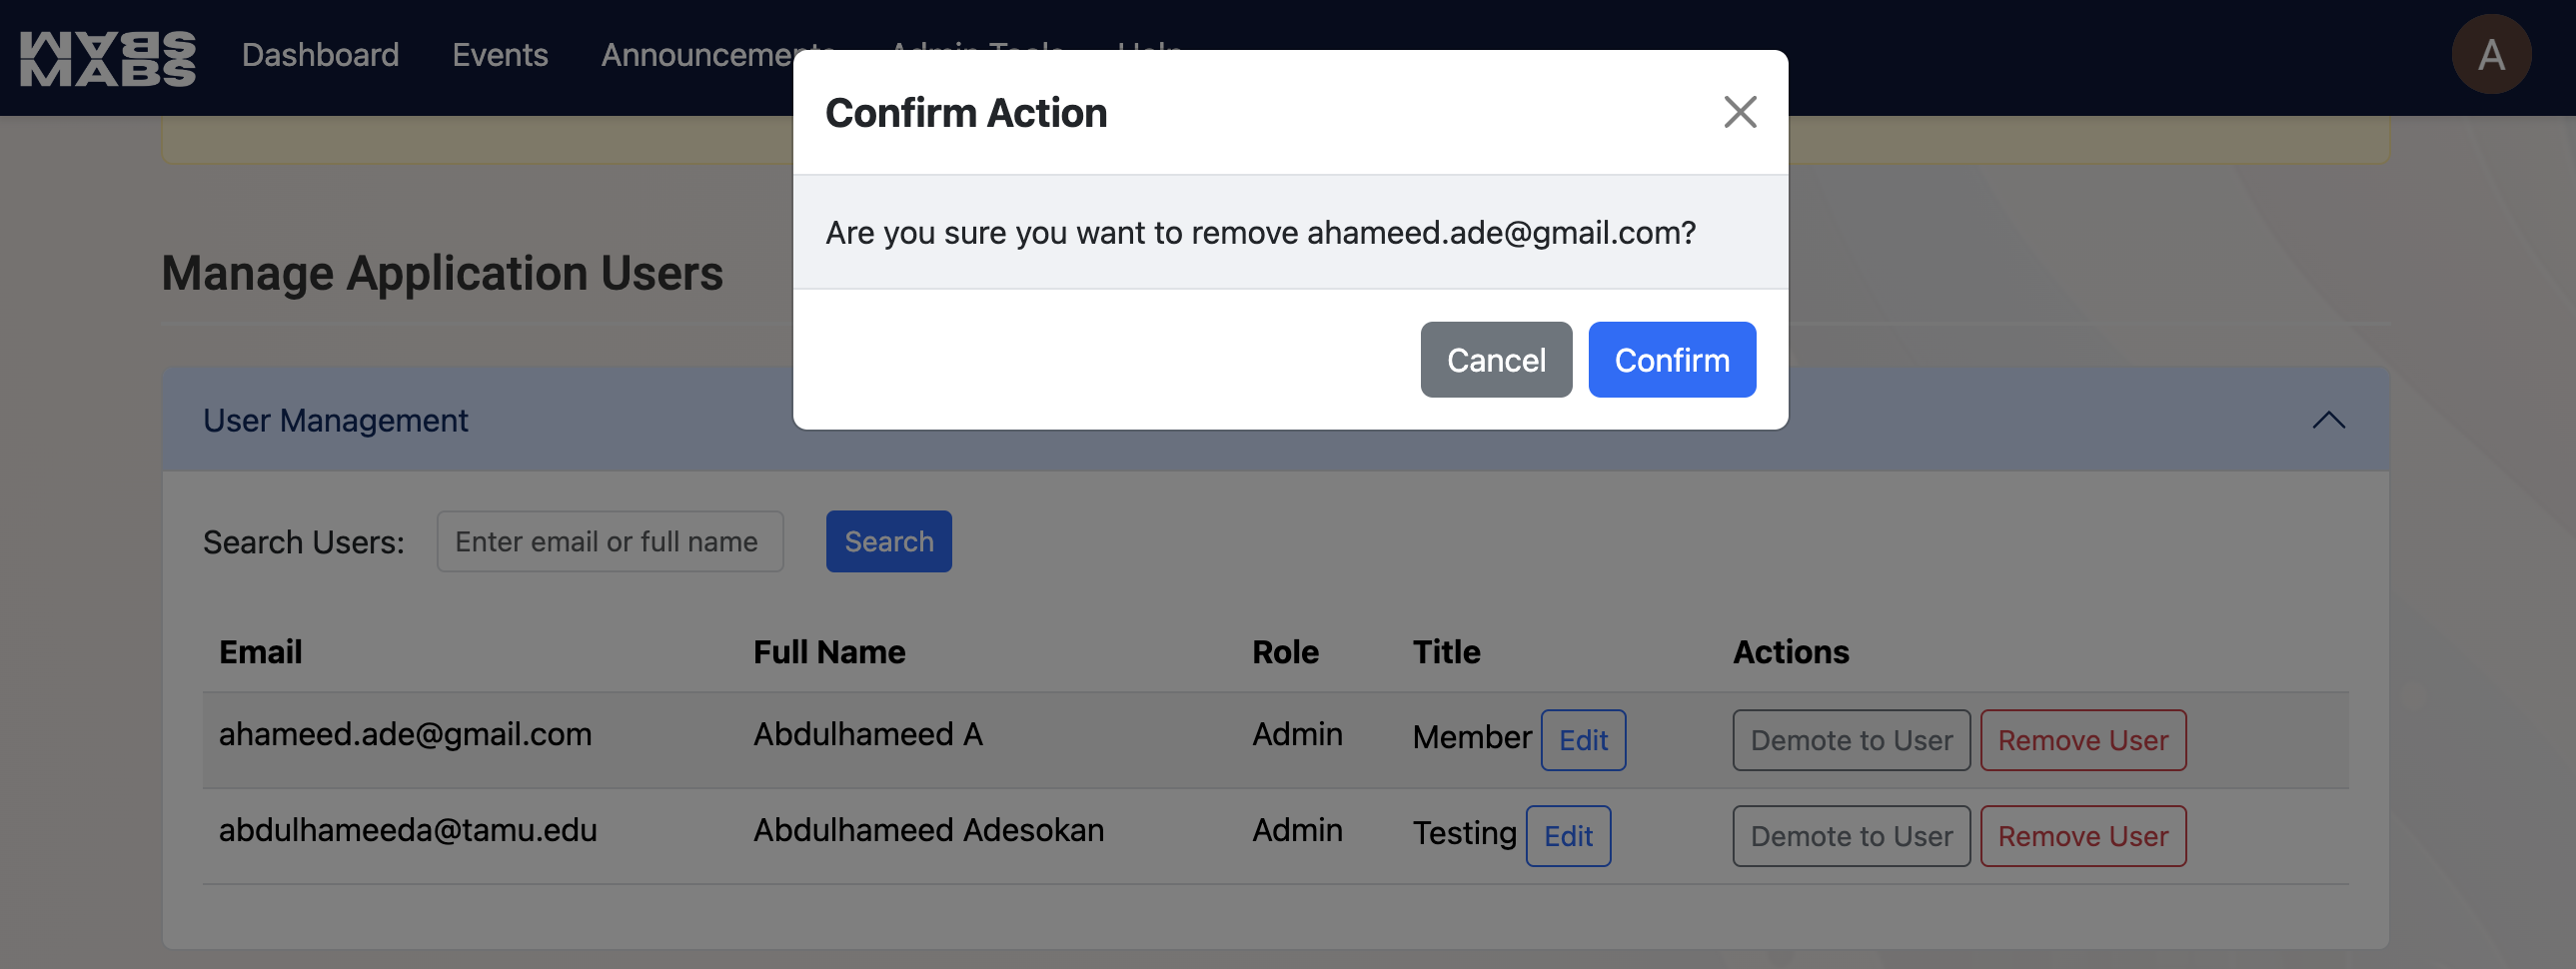 MABS
MABS
Dashboard Events Announcements Admin Tools Help
A
Confirm Action
Are you sure you want to remove ahameed.ade@gmail.com?
Cancel Confirm
Manage Application Users
User Management
Search Users: Enter email or full name Search
Email Full Name Role Title Actions
ahameed.ade@gmail.com Abdulhameed A Admin Member Edit Demote to User Remove User
abdulhameeda@tamu.edu Abdulhameed Adesokan Admin Testing Edit Demote to User Remove User